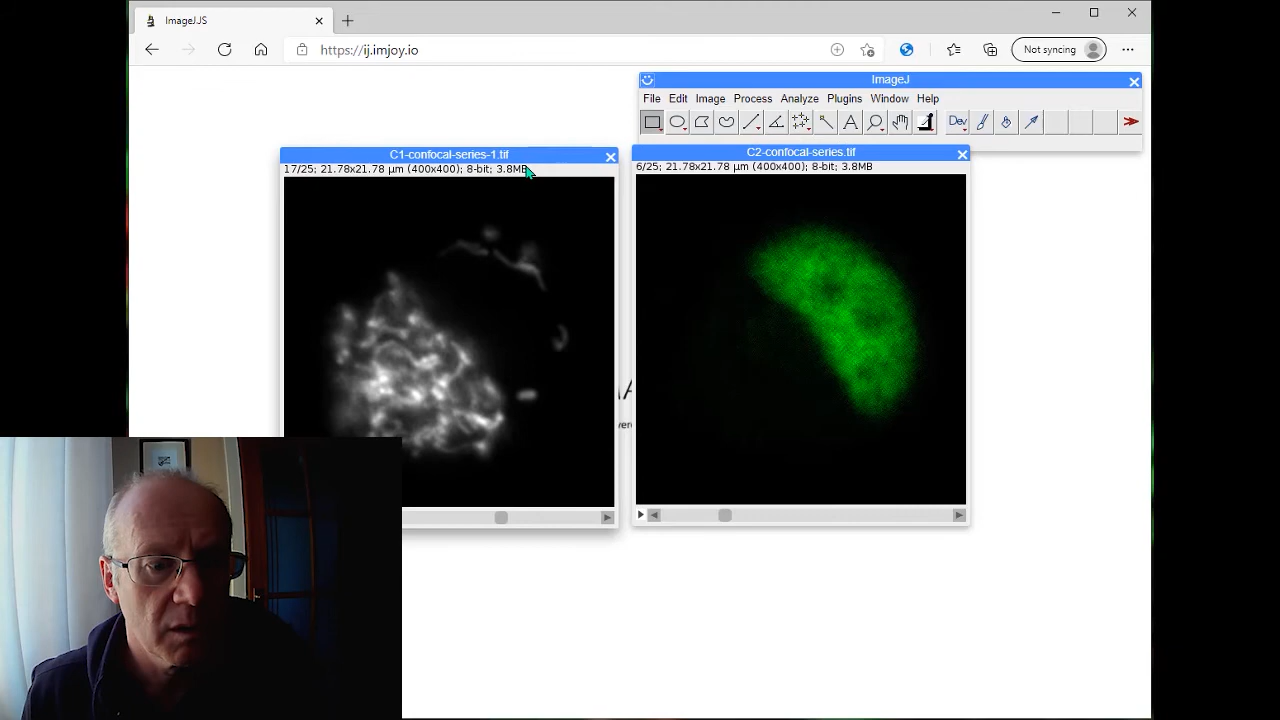 ImageJ.JS
https://ij.imjoy.io
Not syncing
ImageJ
File Edit Image Process Analyze Plugins Window Help
Dev
C1-confocal-series-1.tif
17/25; 21.78x21.78 µm (400x400); 8-bit; 3.8MB
C2-confocal-series.tif
6/25; 21.78x21.78 µm (400x400); 8-bit; 3.8MB